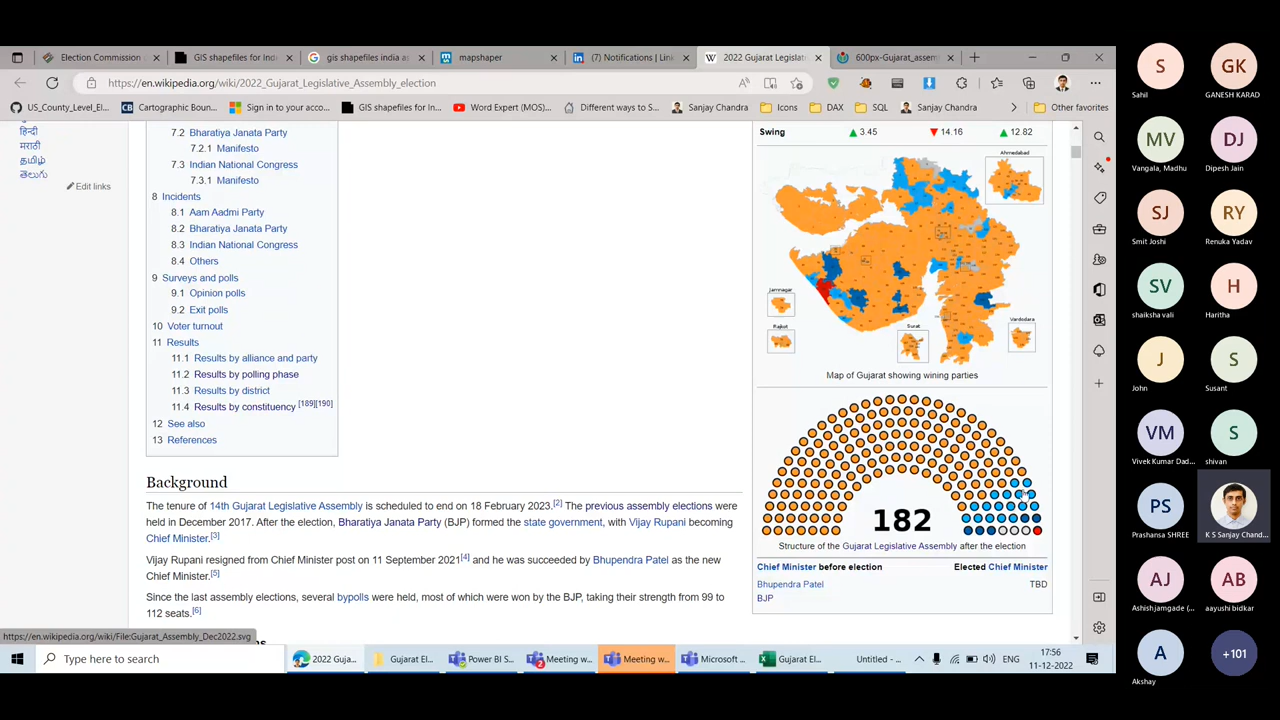 Election Commission
GIS shapefiles for Ind
gis shapefiles india as
mapshaper
(7) Notifications | Link
2022 Gujarat Legislati
600px-Gujarat_assem
https://en.wikipedia.org/wiki/2022_Gujarat_Legislative_Assembly_election
US_County_Level_El...
Cartographic Boun...
Sign in to your acco...
GIS shapefiles for In...
Word Expert (MOS)...
Different ways to S...
Sanjay Chandra
Icons
DAX
SQL
Sanjay Chandra
Other favorites
हिन्दी
मराठी
தமிழ்
తెలుగు
Edit links
7.2 Bharatiya Janata Party
7.2.1 Manifesto
7.3 Indian National Congress
7.3.1 Manifesto
8 Incidents
8.1 Aam Aadmi Party
8.2 Bharatiya Janata Party
8.3 Indian National Congress
8.4 Others
9 Surveys and polls
9.1 Opinion polls
9.2 Exit polls
10 Voter turnout
11 Results
11.1 Results by alliance and party
11.2 Results by polling phase
11.3 Results by district
11.4 Results by constituency [189][190]
12 See also
13 References
Background
The tenure of 14th Gujarat Legislative Assembly is scheduled to end on 18 February 2023.[2] The previous assembly elections were
held in December 2017. After the election, Bharatiya Janata Party (BJP) formed the state government, with Vijay Rupani becoming
Chief Minister.[3]
Vijay Rupani resigned from Chief Minister post on 11 September 2021[4] and he was succeeded by Bhupendra Patel as the new
Chief Minister.[5]
Since the last assembly elections, several bypolls were held, most of which were won by the BJP, taking their strength from 99 to
112 seats.[6]
Swing ▲ 3.45 ▼ 14.16 ▲ 12.82
Ahmedabad
Jamnagar
Rajkot
Surat
Vardodara
Map of Gujarat showing wining parties
182
Structure of the Gujarat Legislative Assembly after the election
Chief Minister before election
Elected Chief Minister
Bhupendra Patel
TBD
BJP
https://en.wikipedia.org/wiki/File:Gujarat_Assembly_Dec2022.svg
Type here to search
2022 Guja...
Gujarat El...
Power BI S...
2
Meeting w...
Meeting w...
Microsoft ...
Gujarat El...
Untitled - ...
ENG
17:56
11-12-2022
S
Sahil
GK
GANESH KARAD
MV
Vangala, Madhu
DJ
Dipesh Jain
SJ
Smit Joshi
RY
Renuka Yadav
SV
shaiksha vali
H
Haritha
J
John
S
Susant
VM
Vivek Kumar Dad...
S
shivan
PS
Prashansa SHREE
K S Sanjay Chand...
AJ
Ashish jamgade (...
AB
aayushi bidkar
A
Akshay
+101